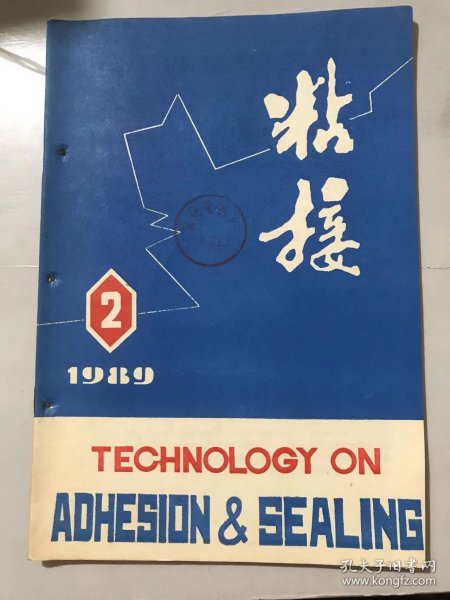 粘
接
2
1989
TECHNOLOGY ON
ADHESION & SEALING
孔夫子旧书网
www.kongfz.com